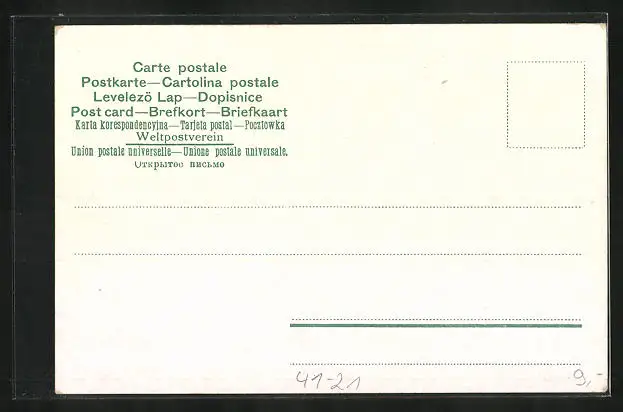 Carte postale
Postkarte—Cartolina postale
Levelezö Lap—Dopisnice
Post card—Brefkort—Briefkaart
Karta korespondencyjna—Tarjeta postal—Pocztowka
Weltpostverein
Union postale universelle—Unione postale universale.
Открытое письмо
41-21
9,-